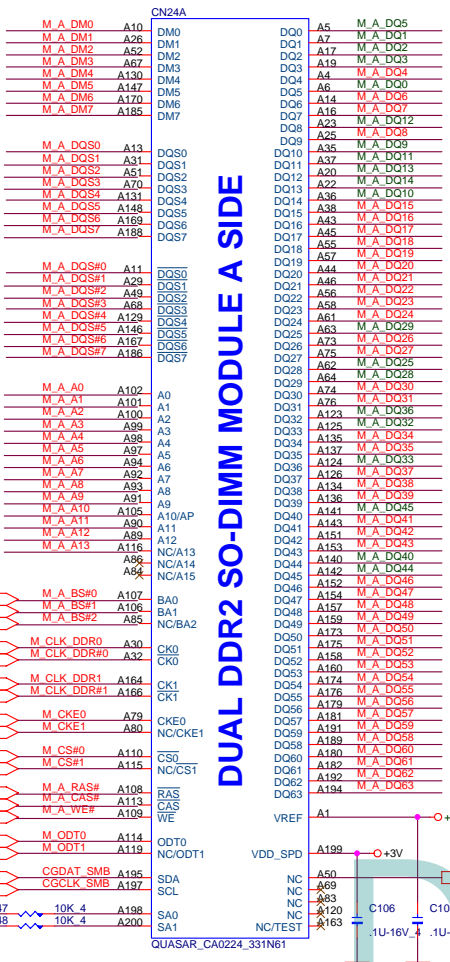 CN24A
M_A_DM0 A10 DM0
M_A_DM1 A26 DM1
M_A_DM2 A52 DM2
M_A_DM3 A67 DM3
M_A_DM4 A130 DM4
M_A_DM5 A147 DM5
M_A_DM6 A170 DM6
M_A_DM7 A185 DM7
M_A_DQS0 A13 DQS0
M_A_DQS1 A31 DQS1
M_A_DQS2 A51 DQS2
M_A_DQS3 A70 DQS3
M_A_DQS4 A131 DQS4
M_A_DQS5 A148 DQS5
M_A_DQS6 A169 DQS6
M_A_DQS7 A188 DQS7
M_A_DQS#0 A11 DQS0
M_A_DQS#1 A29 DQS1
M_A_DQS#2 A49 DQS2
M_A_DQS#3 A68 DQS3
M_A_DQS#4 A129 DQS4
M_A_DQS#5 A146 DQS5
M_A_DQS#6 A167 DQS6
M_A_DQS#7 A186 DQS7
M_A_A0 A102 A0
M_A_A1 A101 A1
M_A_A2 A100 A2
M_A_A3 A99 A3
M_A_A4 A98 A4
M_A_A5 A97 A5
M_A_A6 A94 A6
M_A_A7 A92 A7
M_A_A8 A93 A8
M_A_A9 A91 A9
M_A_A10 A105 A10/AP
M_A_A11 A90 A11
M_A_A12 A89 A12
M_A_A13 A116 NC/A13
A86 NC/A14
A84 NC/A15
M_A_BS#0 A107 BA0
M_A_BS#1 A106 BA1
M_A_BS#2 A85 NC/BA2
M_CLK_DDR0 A30 CK0
M_CLK_DDR#0 A32 CK0
M_CLK_DDR1 A164 CK1
M_CLK_DDR#1 A166 CK1
M_CKE0 A79 CKE0
M_CKE1 A80 NC/CKE1
M_CS#0 A110 CS0
M_CS#1 A115 NC/CS1
M_A_RAS# A108 RAS
M_A_CAS# A113 CAS
M_A_WE# A109 WE
M_ODT0 A114 ODT0
M_ODT1 A119 NC/ODT1
CGDAT_SMB A195 SDA
CGCLK_SMB A197 SCL
47 10K_4 A198 SA0
48 10K_4 A200 SA1
DUAL DDR2 SO-DIMM MODULE A SIDE
DQ0 A5 M_A_DQ5
DQ1 A7 M_A_DQ1
DQ2 A17 M_A_DQ2
DQ3 A19 M_A_DQ3
DQ4 A4 M_A_DQ4
DQ5 A6 M_A_DQ0
DQ6 A14 M_A_DQ6
DQ7 A16 M_A_DQ7
DQ8 A23 M_A_DQ12
DQ9 A25 M_A_DQ8
DQ10 A35 M_A_DQ9
DQ11 A37 M_A_DQ11
DQ12 A20 M_A_DQ13
DQ13 A22 M_A_DQ14
DQ14 A36 M_A_DQ10
DQ15 A38 M_A_DQ15
DQ16 A43 M_A_DQ16
DQ17 A45 M_A_DQ17
DQ18 A55 M_A_DQ18
DQ19 A57 M_A_DQ19
DQ20 A44 M_A_DQ20
DQ21 A46 M_A_DQ21
DQ22 A56 M_A_DQ22
DQ23 A58 M_A_DQ23
DQ24 A61 M_A_DQ24
DQ25 A63 M_A_DQ29
DQ26 A73 M_A_DQ26
DQ27 A75 M_A_DQ27
DQ28 A62 M_A_DQ25
DQ29 A64 M_A_DQ28
DQ30 A74 M_A_DQ30
DQ31 A76 M_A_DQ31
DQ32 A123 M_A_DQ36
DQ33 A125 M_A_DQ32
DQ34 A135 M_A_DQ34
DQ35 A137 M_A_DQ35
DQ36 A124 M_A_DQ33
DQ37 A126 M_A_DQ37
DQ38 A134 M_A_DQ38
DQ39 A136 M_A_DQ39
DQ40 A141 M_A_DQ45
DQ41 A143 M_A_DQ41
DQ42 A151 M_A_DQ42
DQ43 A153 M_A_DQ43
DQ44 A140 M_A_DQ40
DQ45 A142 M_A_DQ44
DQ46 A152 M_A_DQ46
DQ47 A154 M_A_DQ47
DQ48 A157 M_A_DQ48
DQ49 A159 M_A_DQ49
DQ50 A173 M_A_DQ50
DQ51 A175 M_A_DQ51
DQ52 A158 M_A_DQ52
DQ53 A160 M_A_DQ53
DQ54 A174 M_A_DQ54
DQ55 A176 M_A_DQ55
DQ56 A179 M_A_DQ56
DQ57 A181 M_A_DQ57
DQ58 A191 M_A_DQ58
DQ59 A189 M_A_DQ59
DQ60 A180 M_A_DQ60
DQ61 A182 M_A_DQ61
DQ62 A192 M_A_DQ62
DQ63 A194 M_A_DQ63
VREF A1 +
VDD_SPD A199 +3V
NC A50
NC A69
NC A83
NC A120
NC/TEST A163
C106 C10
.1U-16V_4 .1U
QUASAR_CA0224_331N61